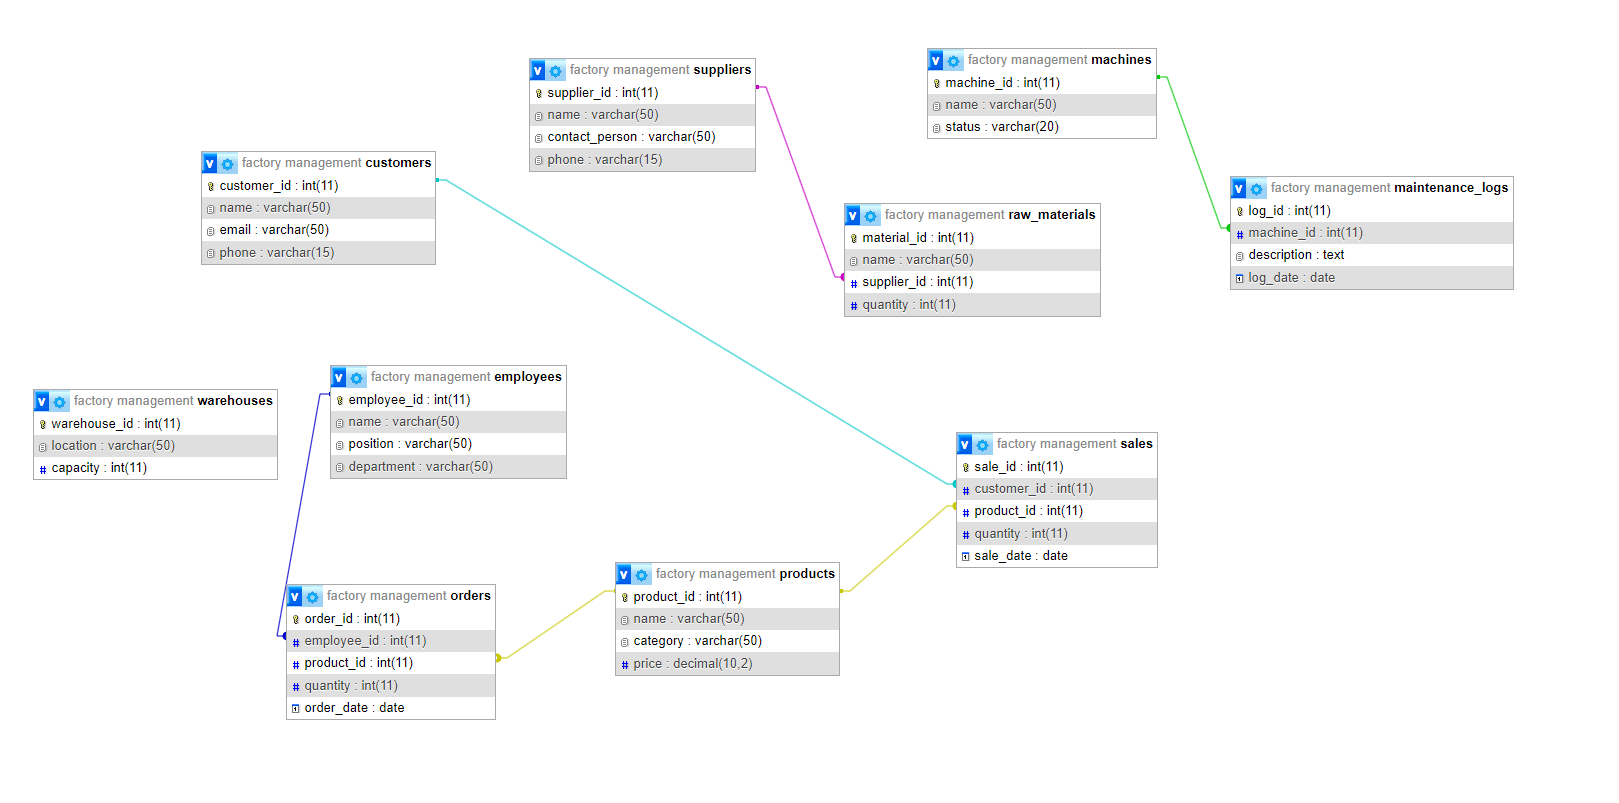 factory management suppliers
supplier_id : int(11)
name : varchar(50)
contact_person : varchar(50)
phone : varchar(15)
factory management machines
machine_id : int(11)
name : varchar(50)
status : varchar(20)
factory management customers
customer_id : int(11)
name : varchar(50)
email : varchar(50)
phone : varchar(15)
factory management raw_materials
material_id : int(11)
name : varchar(50)
# supplier_id : int(11)
# quantity : int(11)
factory management maintenance_logs
log_id : int(11)
# machine_id : int(11)
description : text
log_date : date
factory management warehouses
warehouse_id : int(11)
location : varchar(50)
# capacity : int(11)
factory management employees
employee_id : int(11)
name : varchar(50)
position : varchar(50)
department : varchar(50)
factory management sales
sale_id : int(11)
# customer_id : int(11)
# product_id : int(11)
# quantity : int(11)
sale_date : date
factory management orders
order_id : int(11)
# employee_id : int(11)
# product_id : int(11)
# quantity : int(11)
order_date : date
factory management products
product_id : int(11)
name : varchar(50)
category : varchar(50)
# price : decimal(10,2)